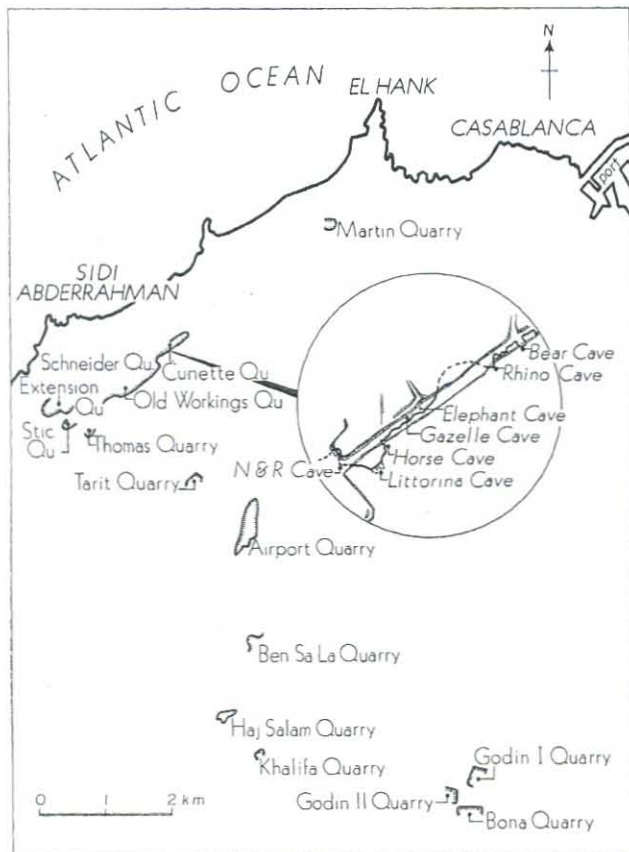 N
ATLANTIC OCEAN
EL HANK
CASABLANCA
port
Martin Quarry
SIDI
ABDERRAHMAN
Schneider Qu
Cunette Qu
Extension
Qu
Old Workings Qu
Stic
Qu
Thomas Quarry
Tarit Quarry
Bear Cave
Rhino Cave
Elephant Cave
Gazelle Cave
Horse Cave
N & R Cave
Littorina Cave
Airport Quarry
Ben Sa La Quarry
Haj Salam Quarry
Khalifa Quarry
Godin I Quarry
Godin II Quarry
Bona Quarry
0 1 2 km